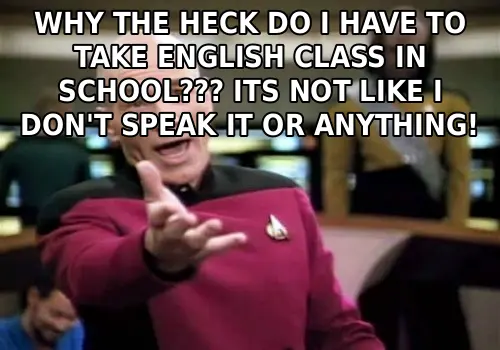 WHY THE HECK DO I HAVE TO
TAKE ENGLISH CLASS IN
SCHOOL??? ITS NOT LIKE I
DON'T SPEAK IT OR ANYTHING!